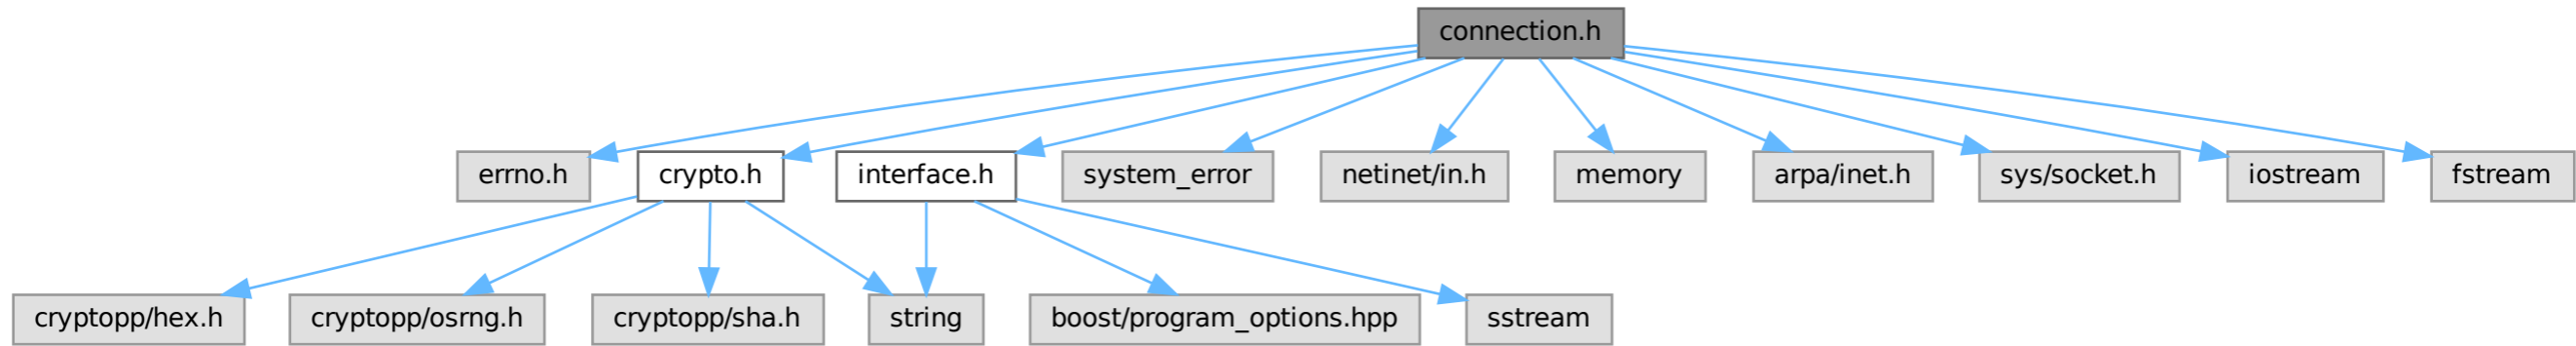 connection.h
errno.h
crypto.h
interface.h
system_error
netinet/in.h
memory
arpa/inet.h
sys/socket.h
iostream
fstream
cryptopp/hex.h
cryptopp/osrng.h
cryptopp/sha.h
string
boost/program_options.hpp
sstream